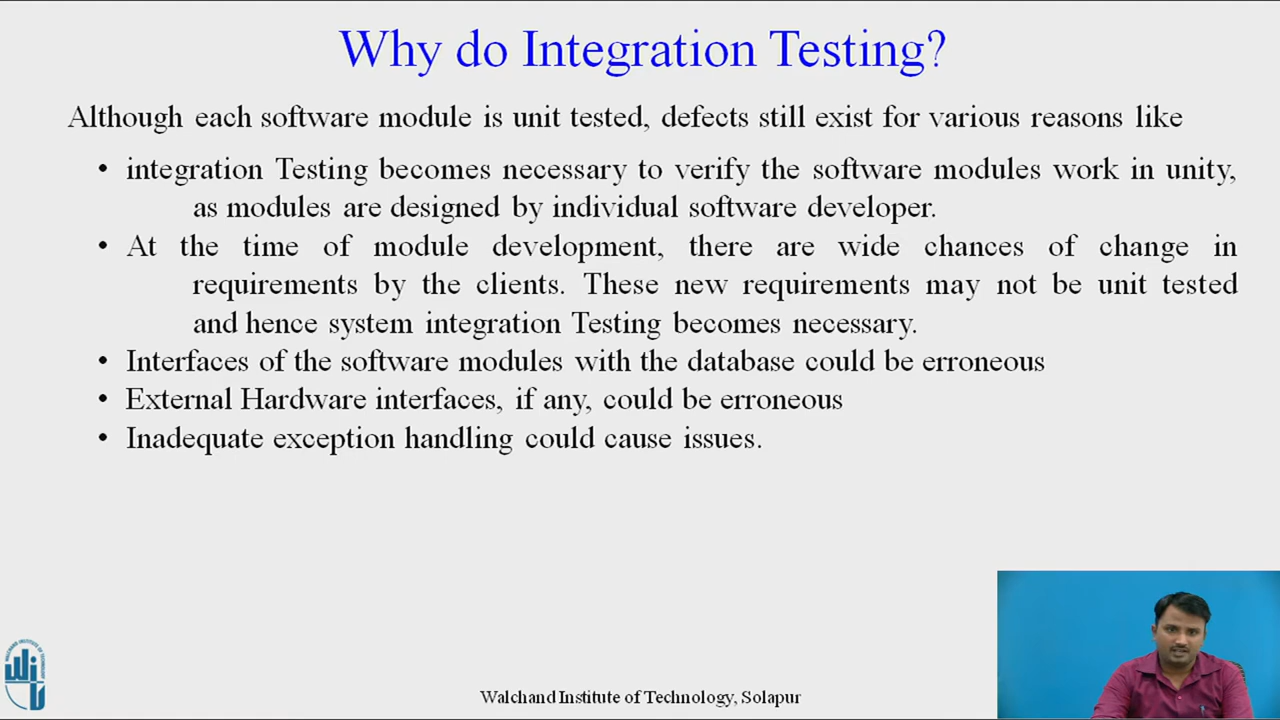 Why do Integration Testing?
Although each software module is unit tested, defects still exist for various reasons like
• integration Testing becomes necessary to verify the software modules work in unity,
as modules are designed by individual software developer.
• At the time of module development, there are wide chances of change in
requirements by the clients. These new requirements may not be unit tested
and hence system integration Testing becomes necessary.
• Interfaces of the software modules with the database could be erroneous
• External Hardware interfaces, if any, could be erroneous
• Inadequate exception handling could cause issues.
WALCHAND INSTITUTE OF TECHNOLOGY
WIT
Walchand Institute of Technology, Solapur